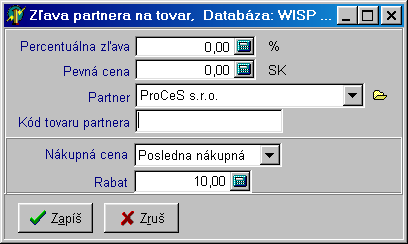 Zľava partnera na tovar, Databáza: WISP ...
Percentuálna zľava 0,00 %
Pevná cena 0,00 SK
Partner ProCeS s.r.o.
Kód tovaru partnera
Nákupná cena Posledna nákupná
Rabat 10,00
Zapíš Zruš